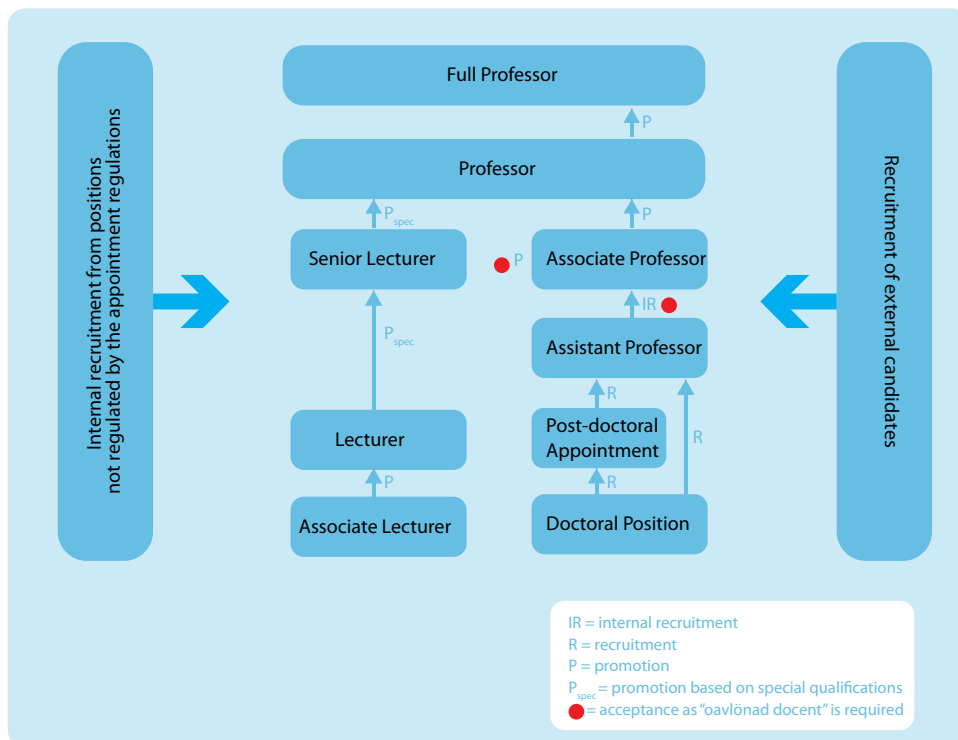 Internal recruitment from positions
not regulated by the appointment regulations
Full Professor
P
Professor
P spec
P
Senior Lecturer
P
Associate Professor
IR
P spec
Assistant Professor
R
Lecturer
Post-doctoral
Appointment
R
P
R
Associate Lecturer
Doctoral Position
Recruitment of external candidates
IR = internal recruitment
R = recruitment
P = promotion
P spec = promotion based on special qualifications
= acceptance as "oavlönad docent" is required